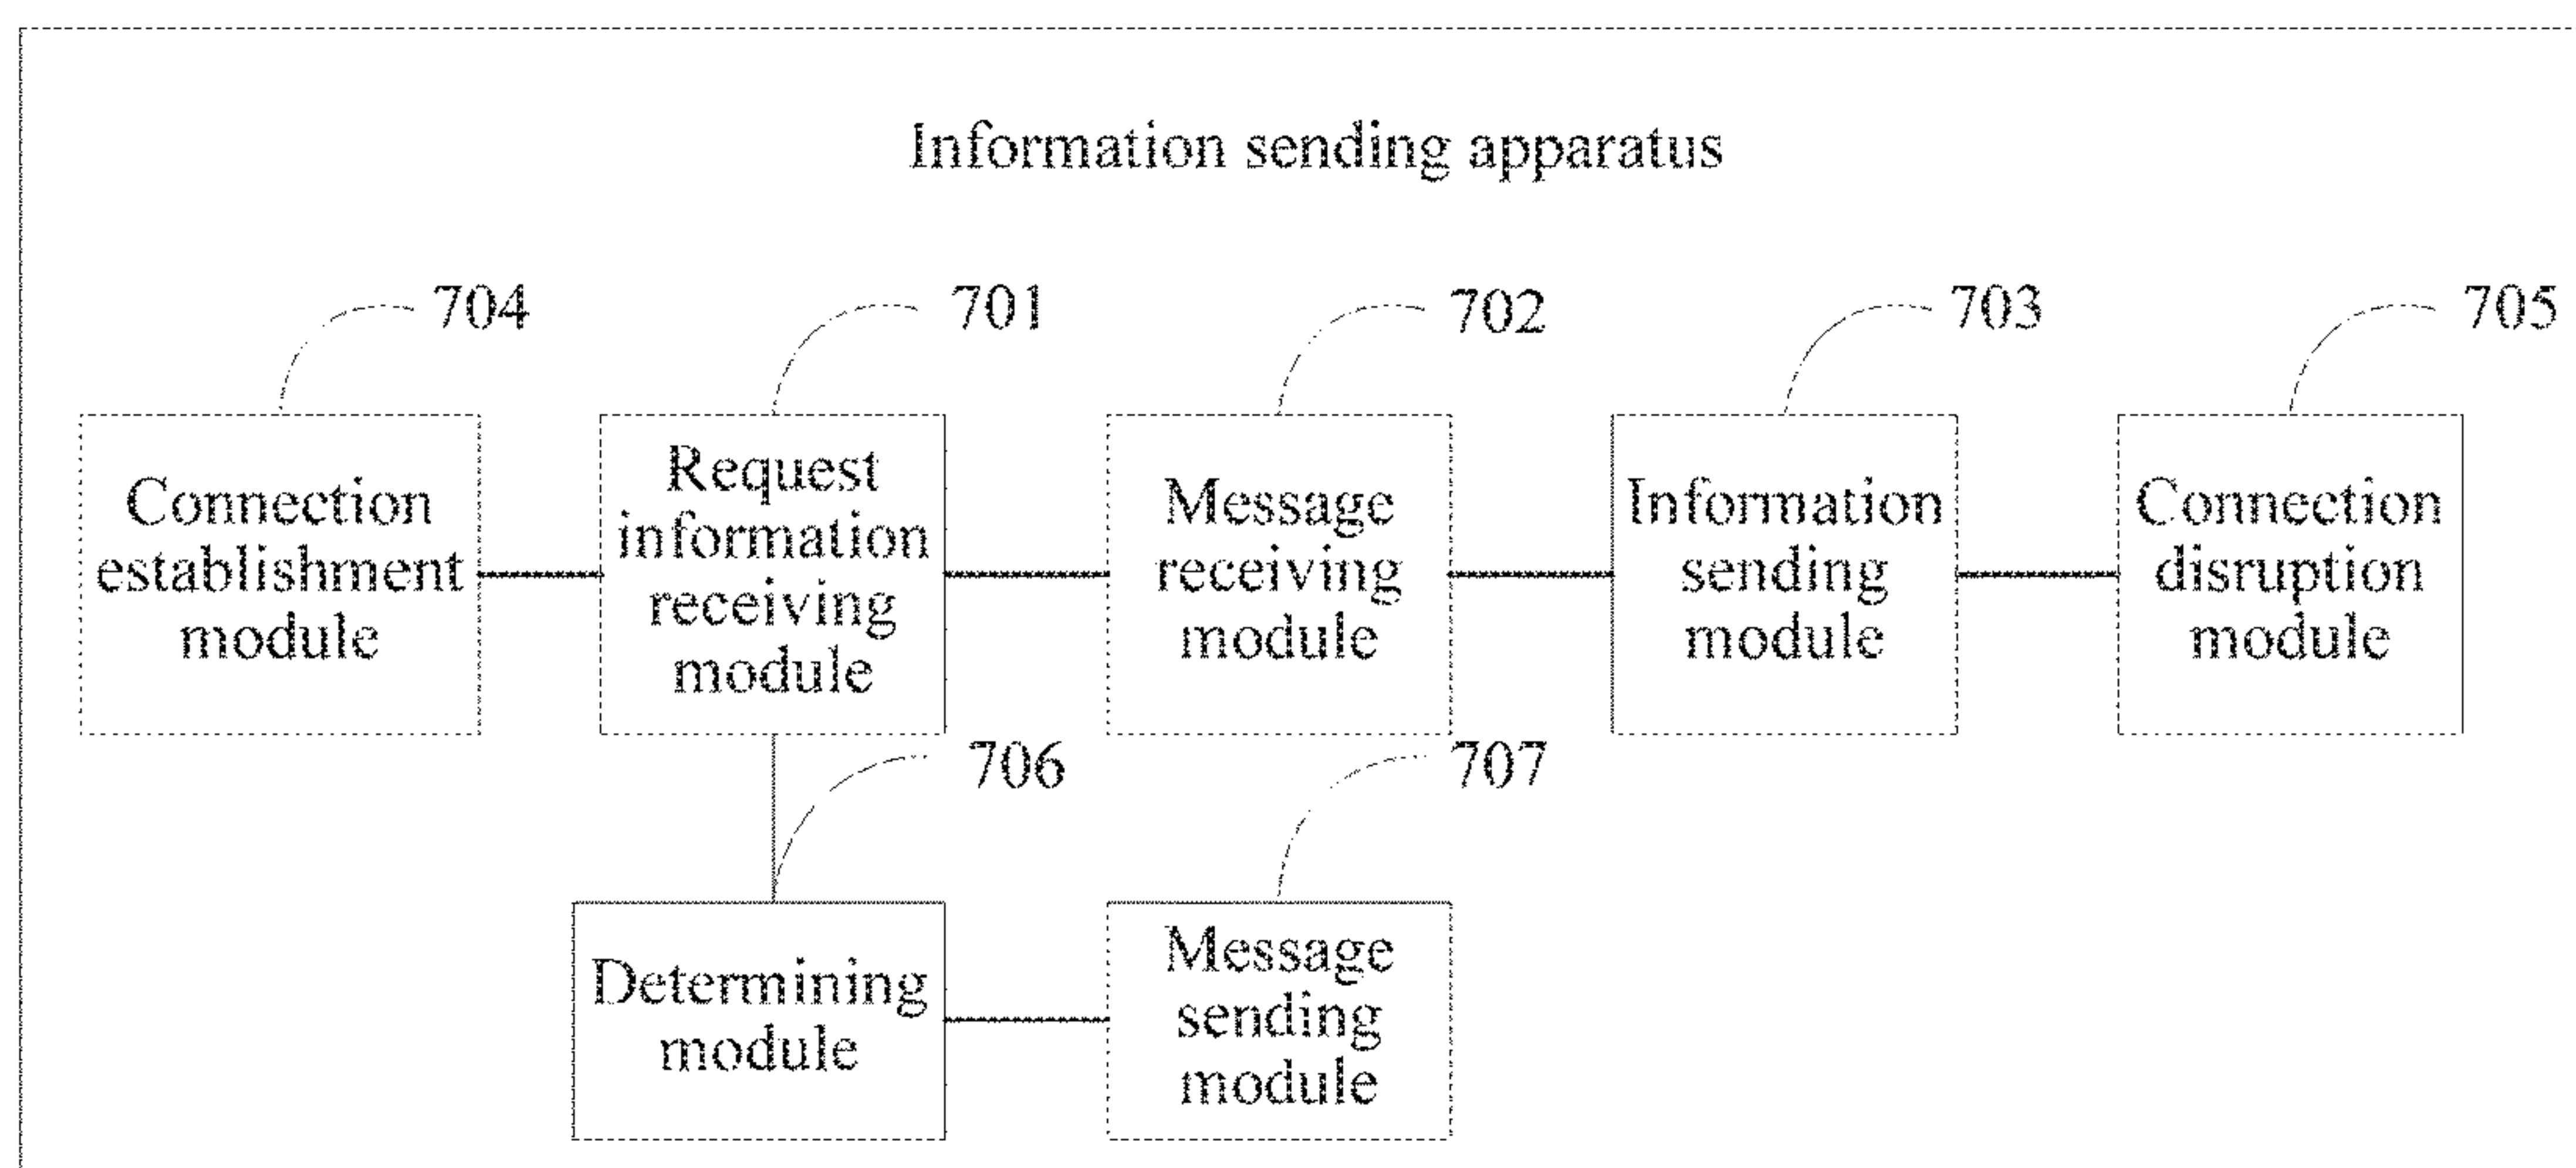 Information sending apparatus
704
701
702
703
705
Connection
establishment
module
Request
information
receiving
module
Message
receiving
module
Information
sending
module
Connection
disruption
module
706
707
Determining
module
Message
sending
module